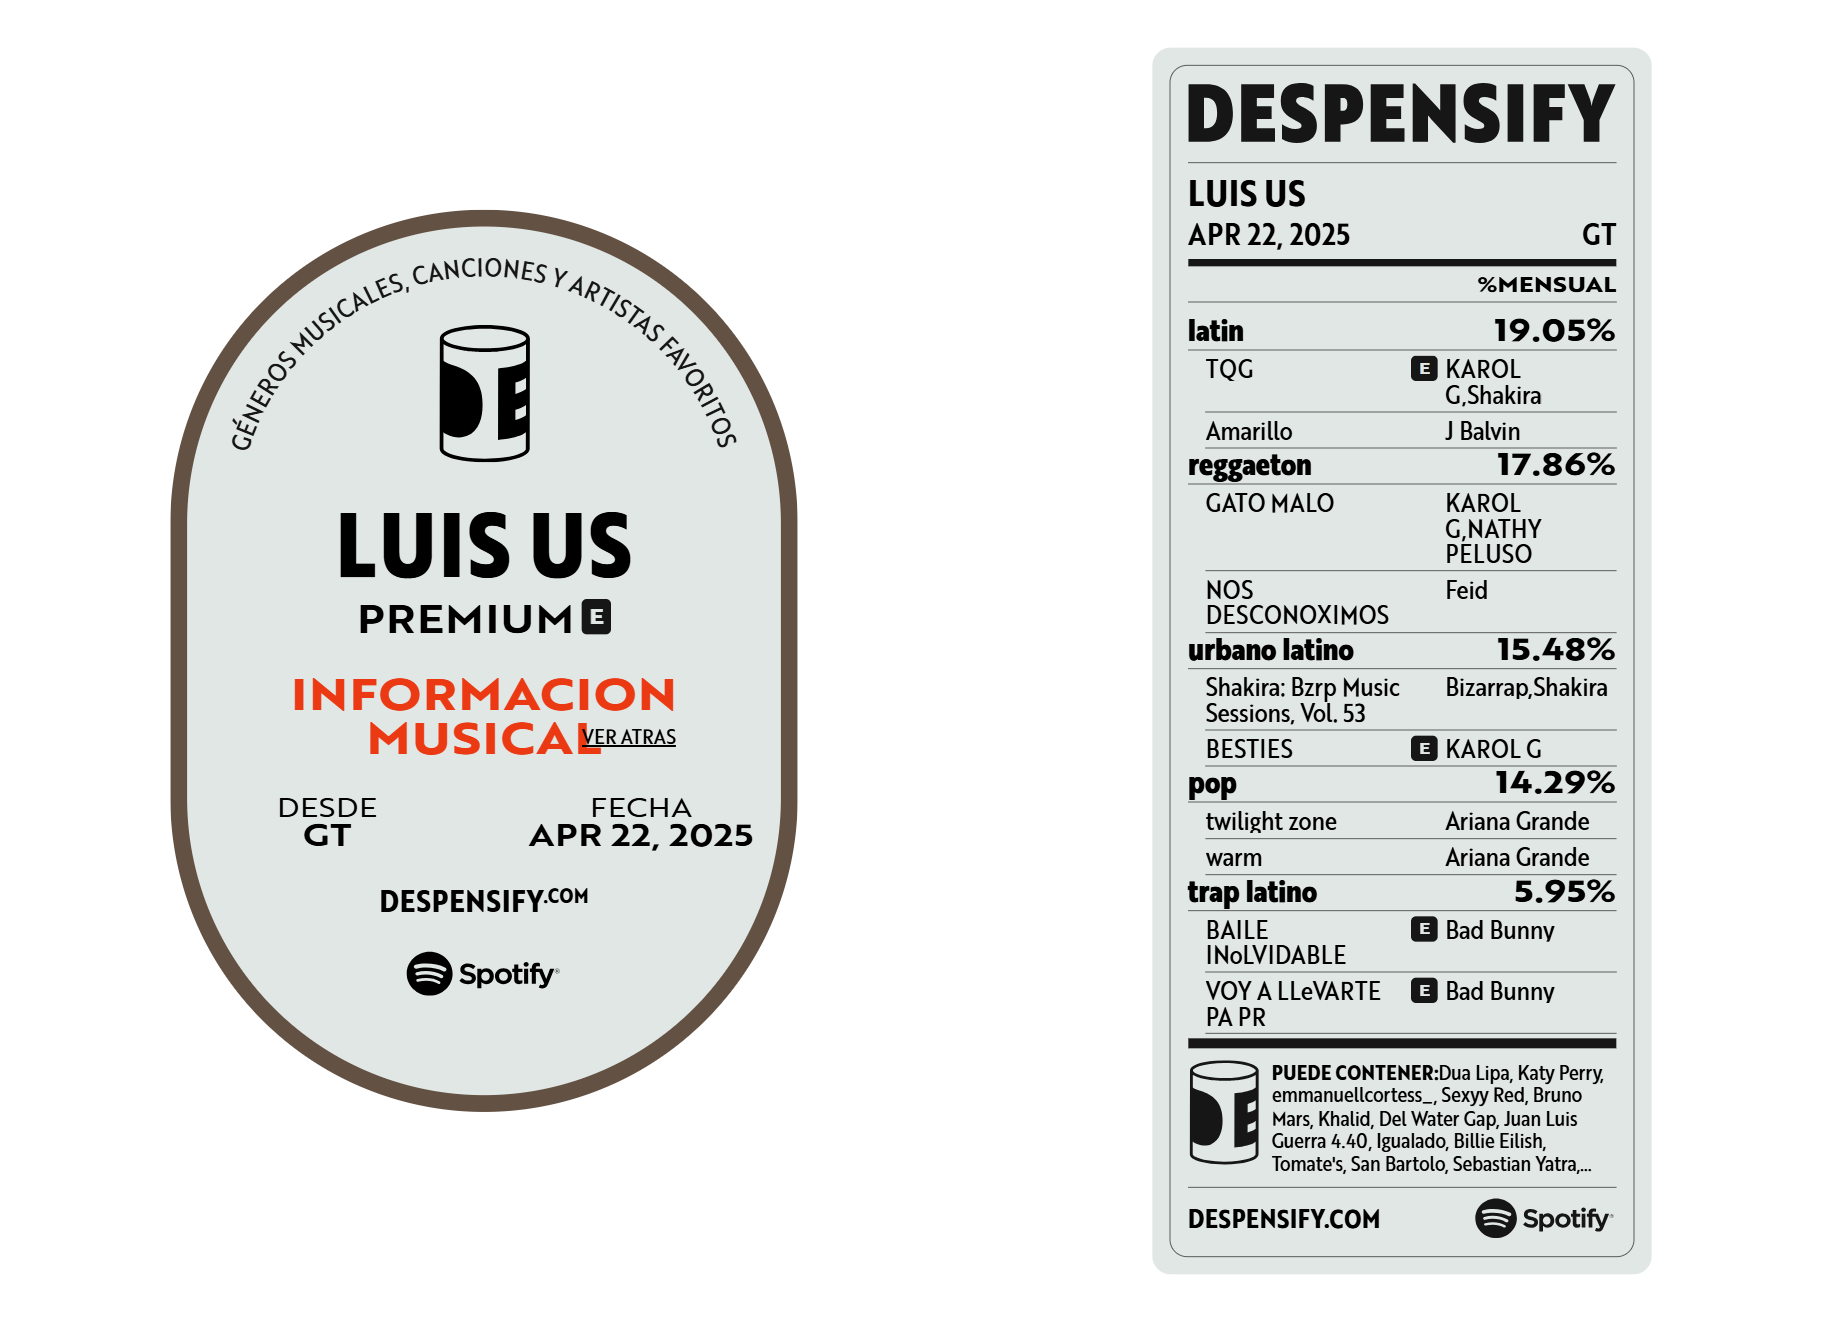 GÉNEROS MUSICALES, CANCIONES Y ARTISTAS FAVORITOS
DE
LUIS US
PREMIUM E
INFORMACION
MUSICAL
VER ATRAS
DESDE
GT
FECHA
APR 22, 2025
DESPENSIFY.COM
Spotify®
DESPENSIFY
LUIS US
APR 22, 2025 GT
%MENSUAL
latin 19.05%
TQG E KAROL
G,Shakira
Amarillo J Balvin
reggaeton 17.86%
GATO MALO KAROL
G,NATHY
PELUSO
NOS Feid
DESCONOXIMOS
urbano latino 15.48%
Shakira: Bzrp Music Bizarrap,Shakira
Sessions, Vol. 53
BESTIES E KAROL G
pop 14.29%
twilight zone Ariana Grande
warm Ariana Grande
trap latino 5.95%
BAILE E Bad Bunny
INoLVIDABLE
VOY A LLeVARTE E Bad Bunny
PA PR
DE
PUEDE CONTENER:Dua Lipa, Katy Perry,
emmanuellcortess_, Sexyy Red, Bruno
Mars, Khalid, Del Water Gap, Juan Luis
Guerra 4.40, Igualado, Billie Eilish,
Tomate's, San Bartolo, Sebastian Yatra,...
DESPENSIFY.COM
Spotify®